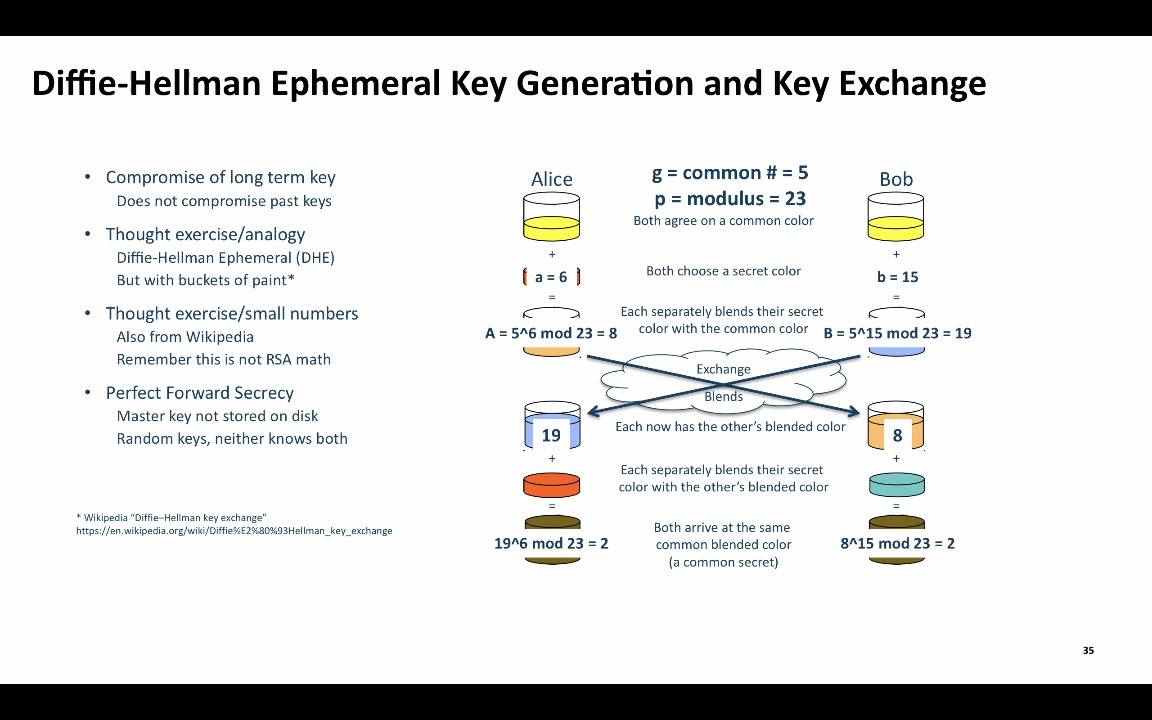 Diffie-Hellman Ephemeral Key Generation and Key Exchange
• Compromise of long term key
Does not compromise past keys
• Thought exercise/analogy
Diffie-Hellman Ephemeral (DHE)
But with buckets of paint*
• Thought exercise/small numbers
Also from Wikipedia
Remember this is not RSA math
• Perfect Forward Secrecy
Master key not stored on disk
Random keys, neither knows both
* Wikipedia “Diffie–Hellman key exchange”
https://en.wikipedia.org/wiki/Diffie%E2%80%93Hellman_key_exchange
Alice
g = common # = 5
p = modulus = 23
Bob
Both agree on a common color
+
+
a = 6
Both choose a secret color
b = 15
=
=
Each separately blends their secret
color with the common color
A = 5^6 mod 23 = 8
B = 5^15 mod 23 = 19
Exchange
Blends
Each now has the other’s blended color
19
8
+
+
Each separately blends their secret
color with the other’s blended color
=
=
Both arrive at the same
common blended color
(a common secret)
19^6 mod 23 = 2
8^15 mod 23 = 2
35